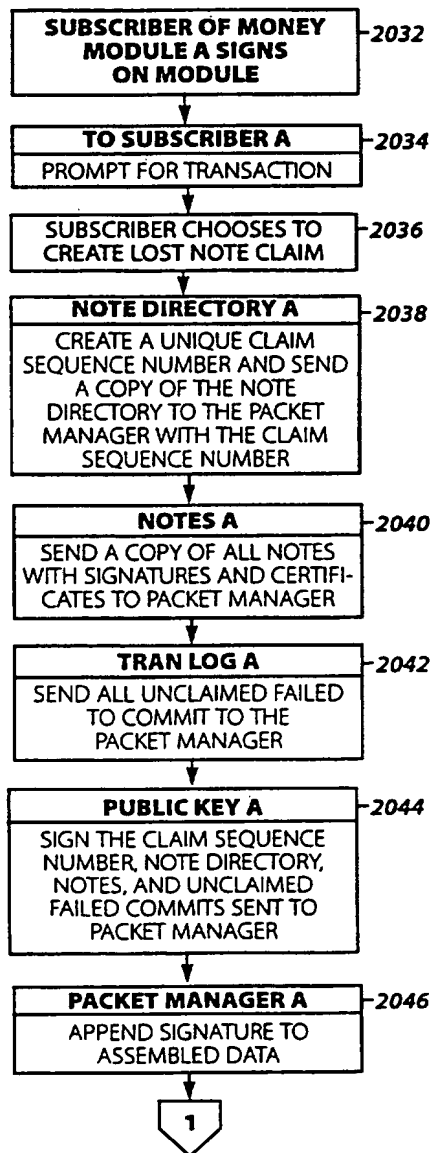 SUBSCRIBER OF MONEY
MODULE A SIGNS
ON MODULE
2032
TO SUBSCRIBER A
2034
PROMPT FOR TRANSACTION
SUBSCRIBER CHOOSES TO
CREATE LOST NOTE CLAIM
2036
NOTE DIRECTORY A
2038
CREATE A UNIQUE CLAIM
SEQUENCE NUMBER AND SEND
A COPY OF THE NOTE
DIRECTORY TO THE PACKET
MANAGER WITH THE CLAIM
SEQUENCE NUMBER
NOTES A
2040
SEND A COPY OF ALL NOTES
WITH SIGNATURES AND CERTIFI-
CATES TO PACKET MANAGER
TRAN LOG A
2042
SEND ALL UNCLAIMED FAILED
TO COMMIT TO THE
PACKET MANAGER
PUBLIC KEY A
2044
SIGN THE CLAIM SEQUENCE
NUMBER, NOTE DIRECTORY,
NOTES, AND UNCLAIMED
FAILED COMMITS SENT TO
PACKET MANAGER
PACKET MANAGER A
2046
APPEND SIGNATURE TO
ASSEMBLED DATA
1